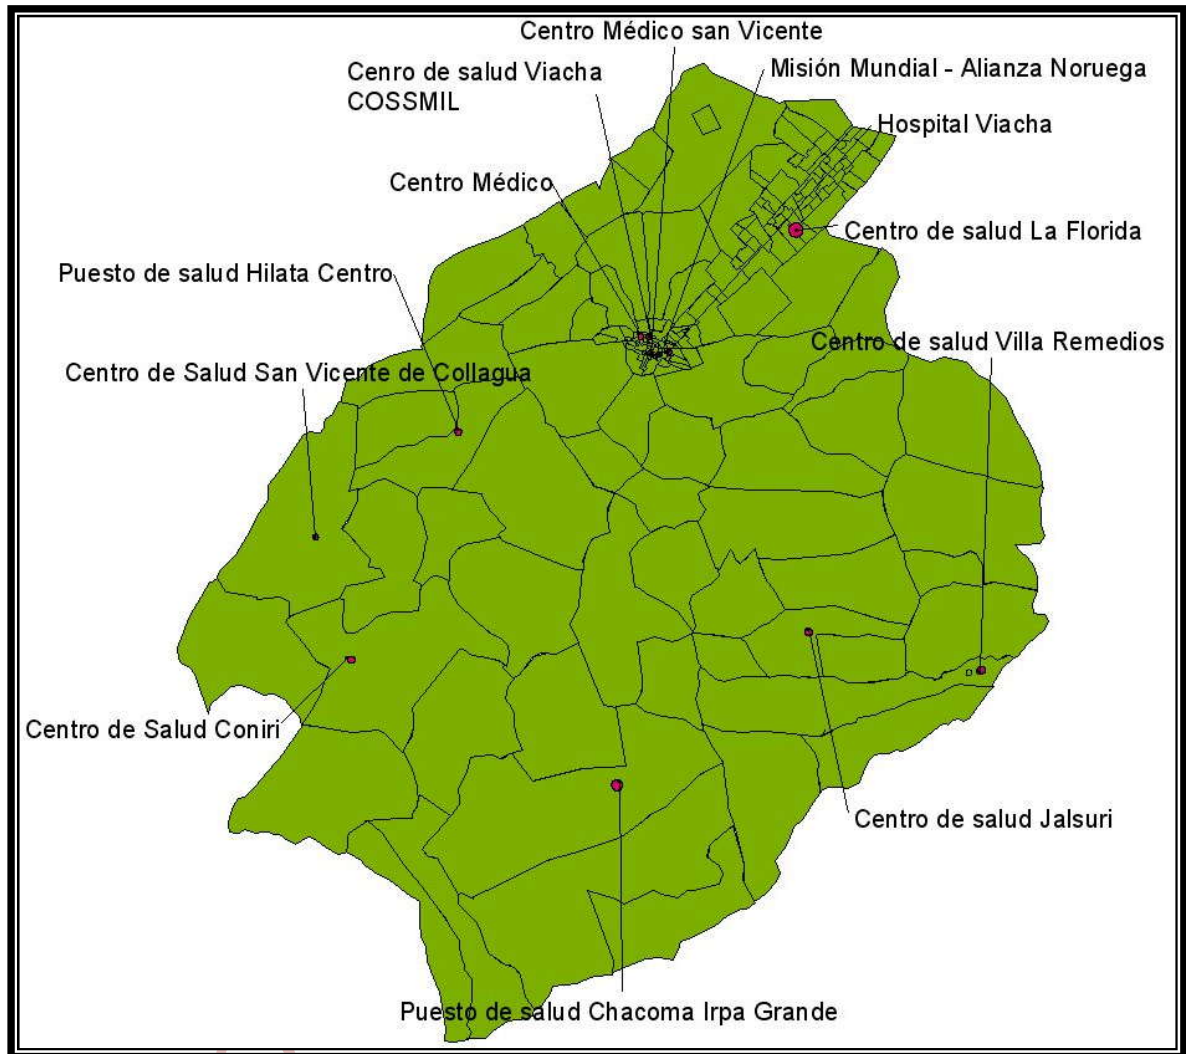 Centro Médico san Vicente
Cenro de salud Viacha
COSSMIL
Misión Mundial - Alianza Noruega
Hospital Viacha
Centro Médico
Centro de salud La Florida
Puesto de salud Hilata Centro
Centro de salud Villa Remedios
Centro de Salud San Vicente de Collagua
Centro de Salud Coniri
Centro de salud Jalsuri
Puesto de salud Chacoma Irpa Grande